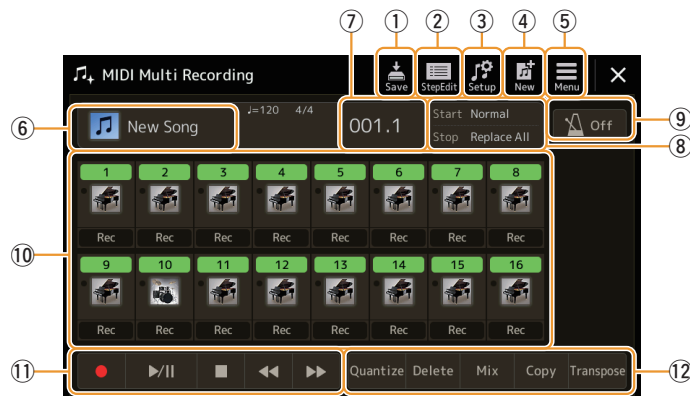 ⑦ ① ② ③ ④ ⑤
MIDI Multi Recording
Save StepEdit Setup New Menu
⑥ New Song
♩=120 4/4
001.1
Start Normal
Stop Replace All
Off ⑨
⑧
1 2 3 4 5 6 7 8
Rec Rec Rec Rec Rec Rec Rec Rec
⑩
9 10 11 12 13 14 15 16
Rec Rec Rec Rec Rec Rec Rec Rec
⑪ Quantize Delete Mix Copy Transpose ⑫